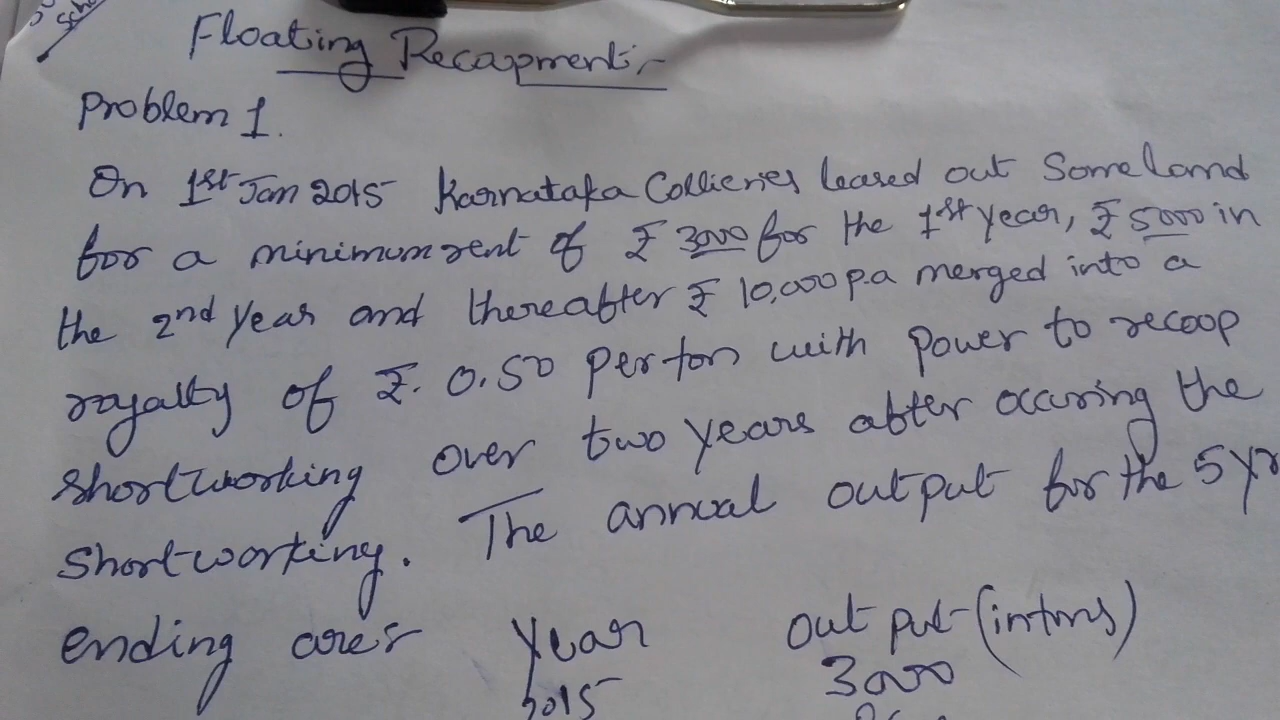 Floating Recapment:-
Problem 1.
On 1st Jan 2015 Karnataka Collieries leased out Some land
for a minimum rent of ₹ 3000 for the 1st year, ₹ 5000 in
the 2nd year and thereafter ₹ 10,000 p.a merged into a
royalty of ₹. 0.50 per ton with power to recoop
shortworking over two years after occuring the
shortworking. The annual output for the 5 yr
ending are:
Year output (in tons)
2015 3000